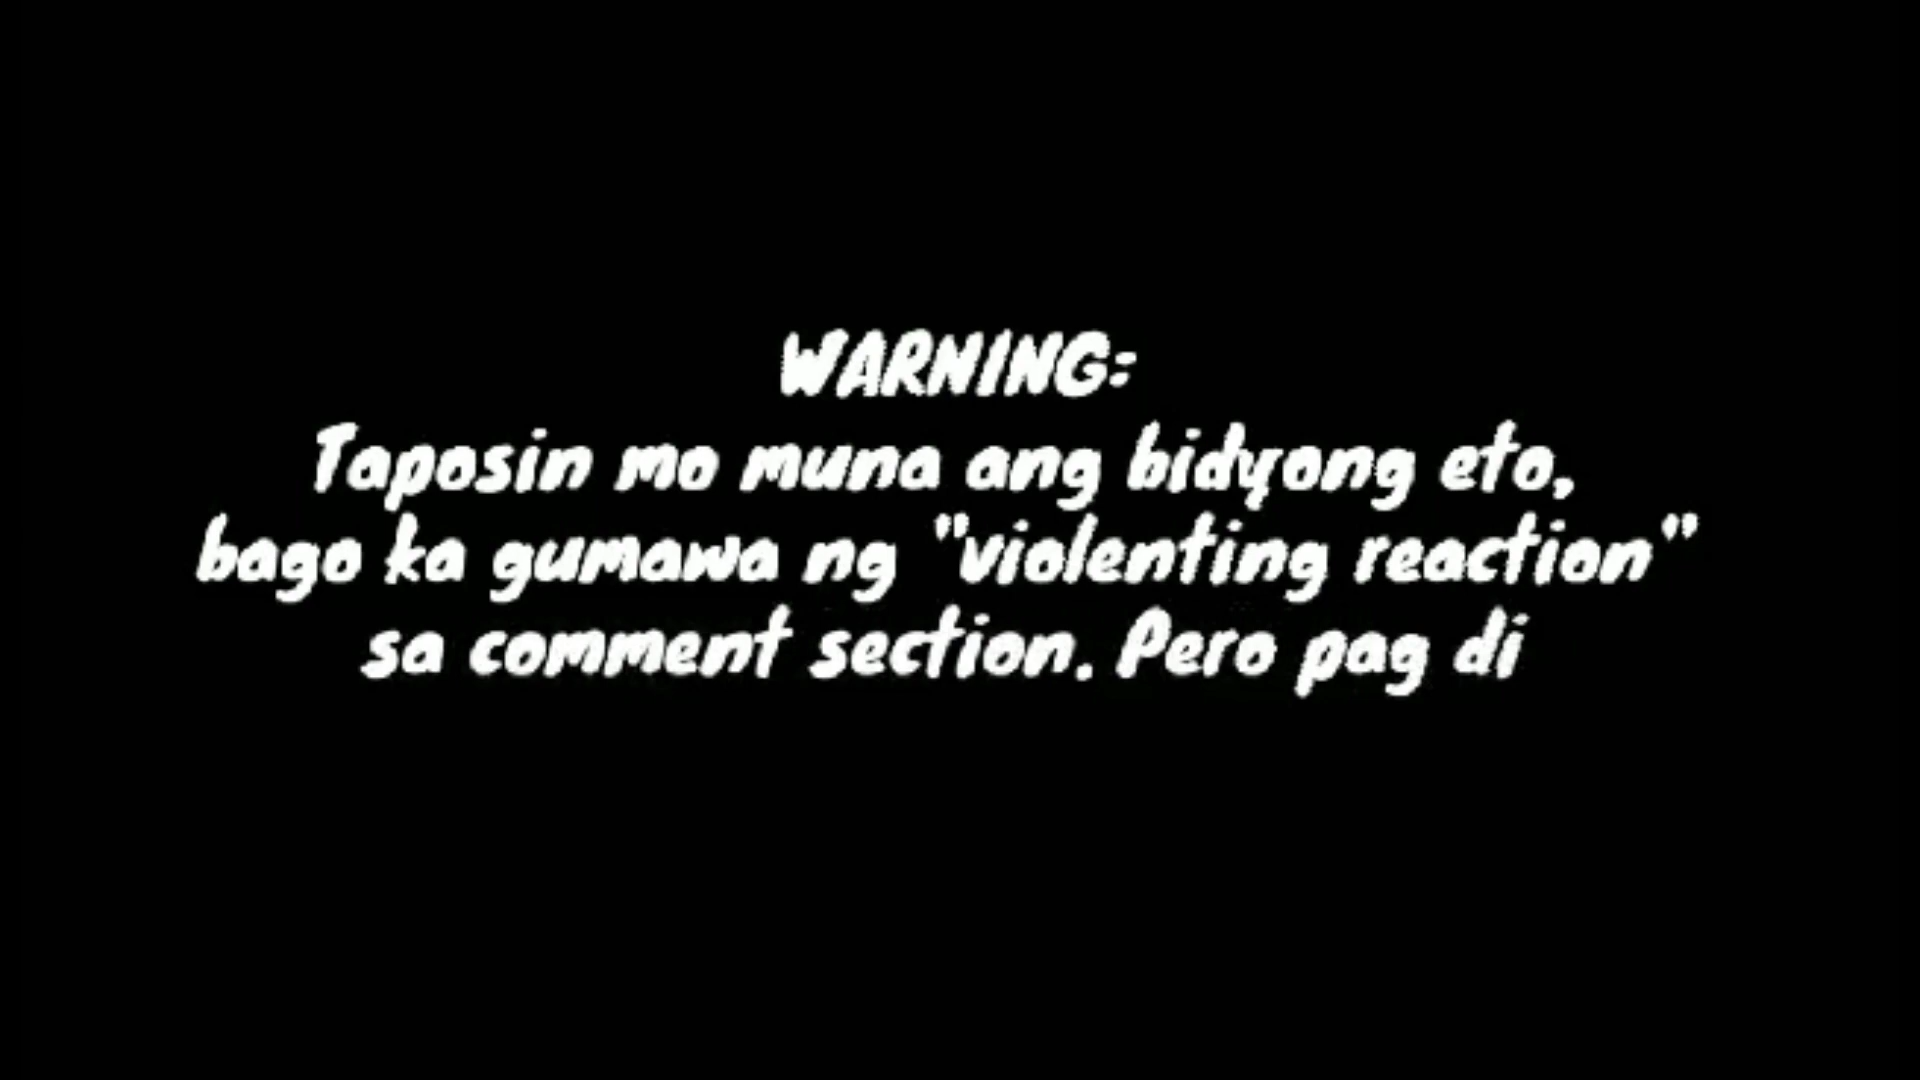 WARNING:
Taposin mo muna ang bidyong eto,
bago ka gumawa ng "violenting reaction"
sa comment section. Pero pag di